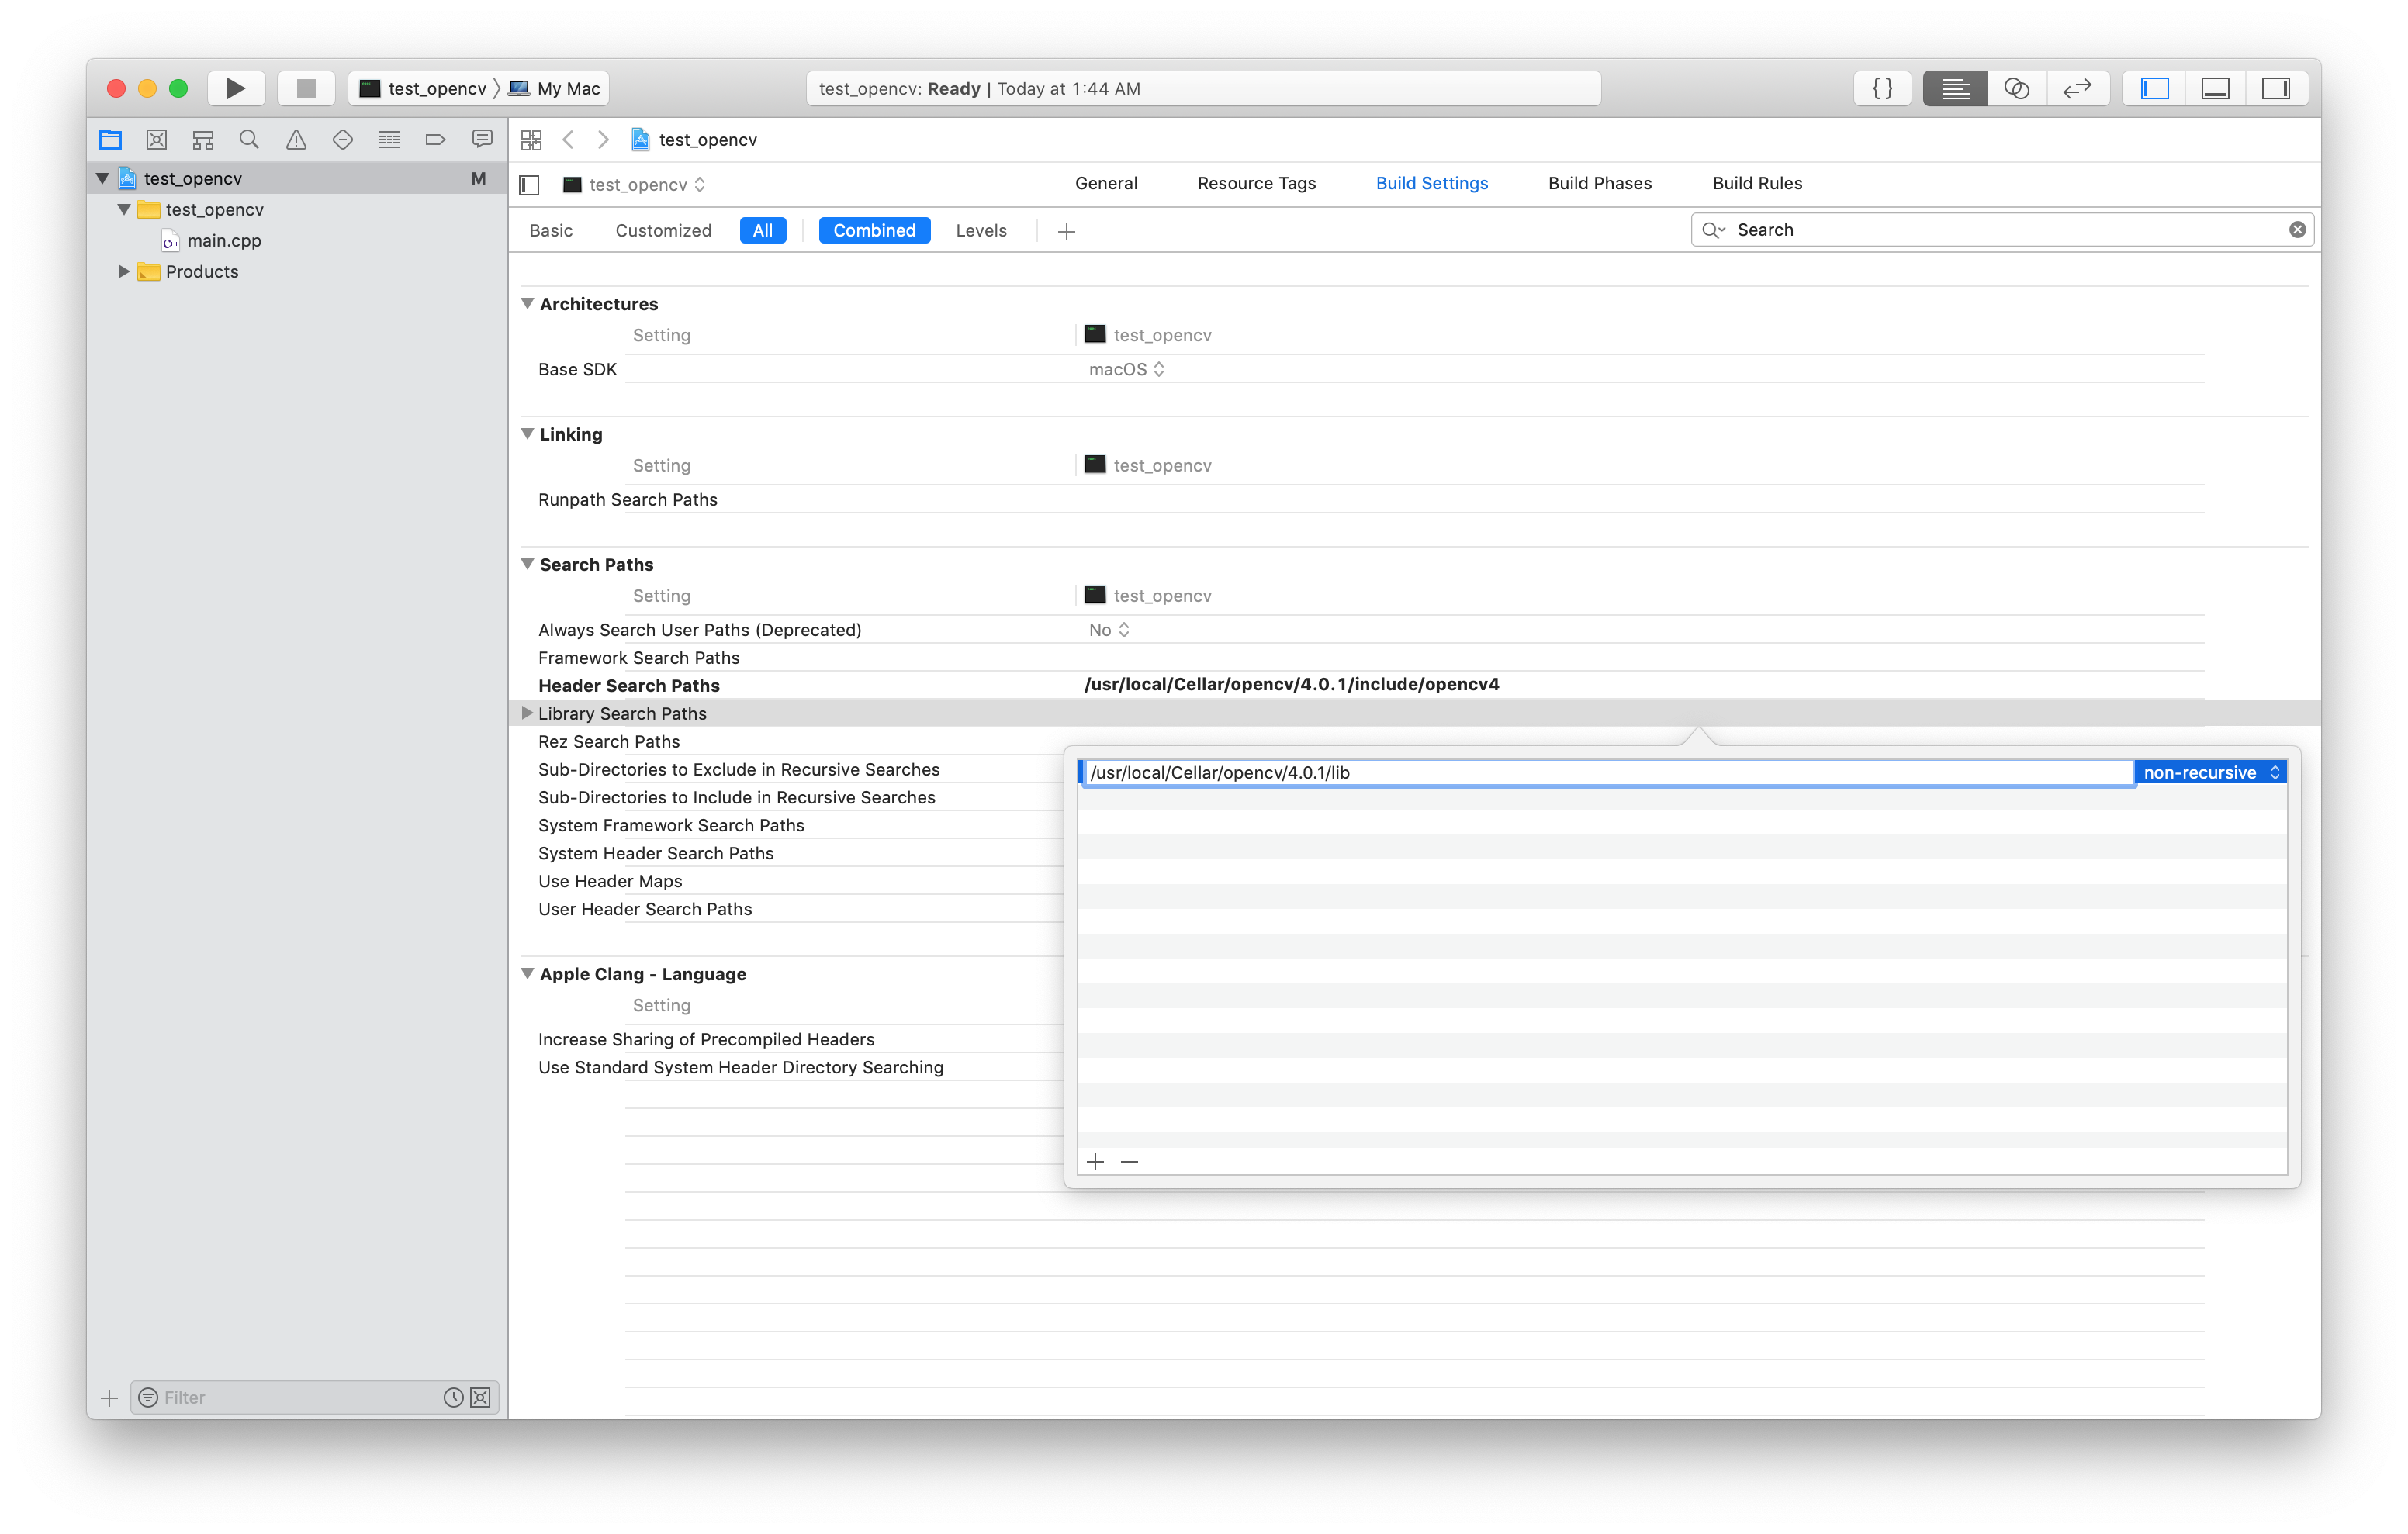 test_opencv 〉 My Mac
test_opencv: Ready | Today at 1:44 AM
{ }
test_opencv
test_opencv M
test_opencv
main.cpp
Products
test_opencv
General Resource Tags Build Settings Build Phases Build Rules
Basic Customized All Combined Levels
Search
Architectures
Setting test_opencv
Base SDK macOS
Linking
Setting test_opencv
Runpath Search Paths
Search Paths
Setting test_opencv
Always Search User Paths (Deprecated) No
Framework Search Paths
Header Search Paths /usr/local/Cellar/opencv/4.0.1/include/opencv4
Library Search Paths
Rez Search Paths
/usr/local/Cellar/opencv/4.0.1/lib non-recursive
Sub-Directories to Exclude in Recursive Searches
Sub-Directories to Include in Recursive Searches
System Framework Search Paths
System Header Search Paths
Use Header Maps
User Header Search Paths
Apple Clang - Language
Setting
Increase Sharing of Precompiled Headers
Use Standard System Header Directory Searching
Filter